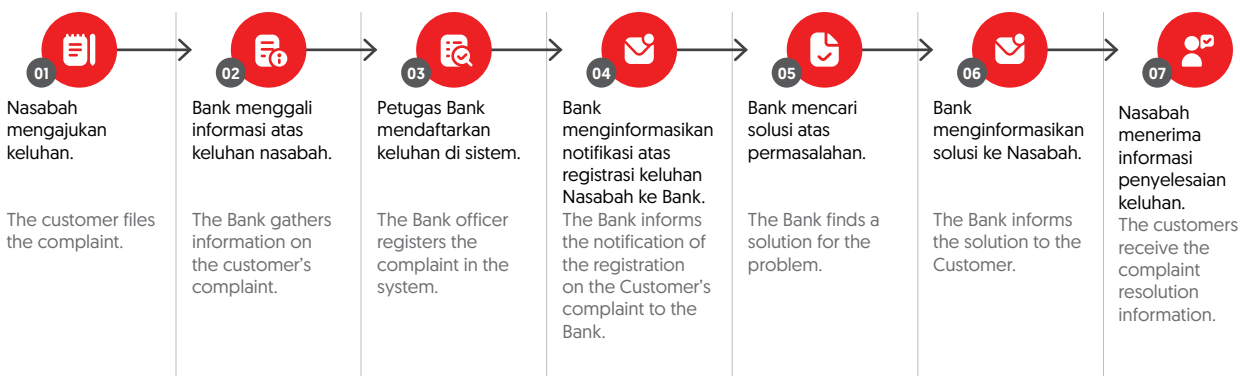 01
Nasabah
mengajukan
keluhan.
The customer files
the complaint.
02
Bank menggali
informasi atas
keluhan nasabah.
The Bank gathers
information on
the customer's
complaint.
03
Petugas Bank
mendaftarkan
keluhan di sistem.
The Bank officer
registers the
complaint in the
system.
04
Bank
menginformasikan
notifikasi atas
registrasi keluhan
Nasabah ke Bank.
The Bank informs
the notification of
the registration
on the Customer's
complaint to the
Bank.
05
Bank mencari
solusi atas
permasalahan.
The Bank finds a
solution for the
problem.
06
Bank
menginformasikan
solusi ke Nasabah.
The Bank informs
the solution to the
Customer.
07
Nasabah
menerima
informasi
penyelesaian
keluhan.
The customers
receive the
complaint
resolution
information.